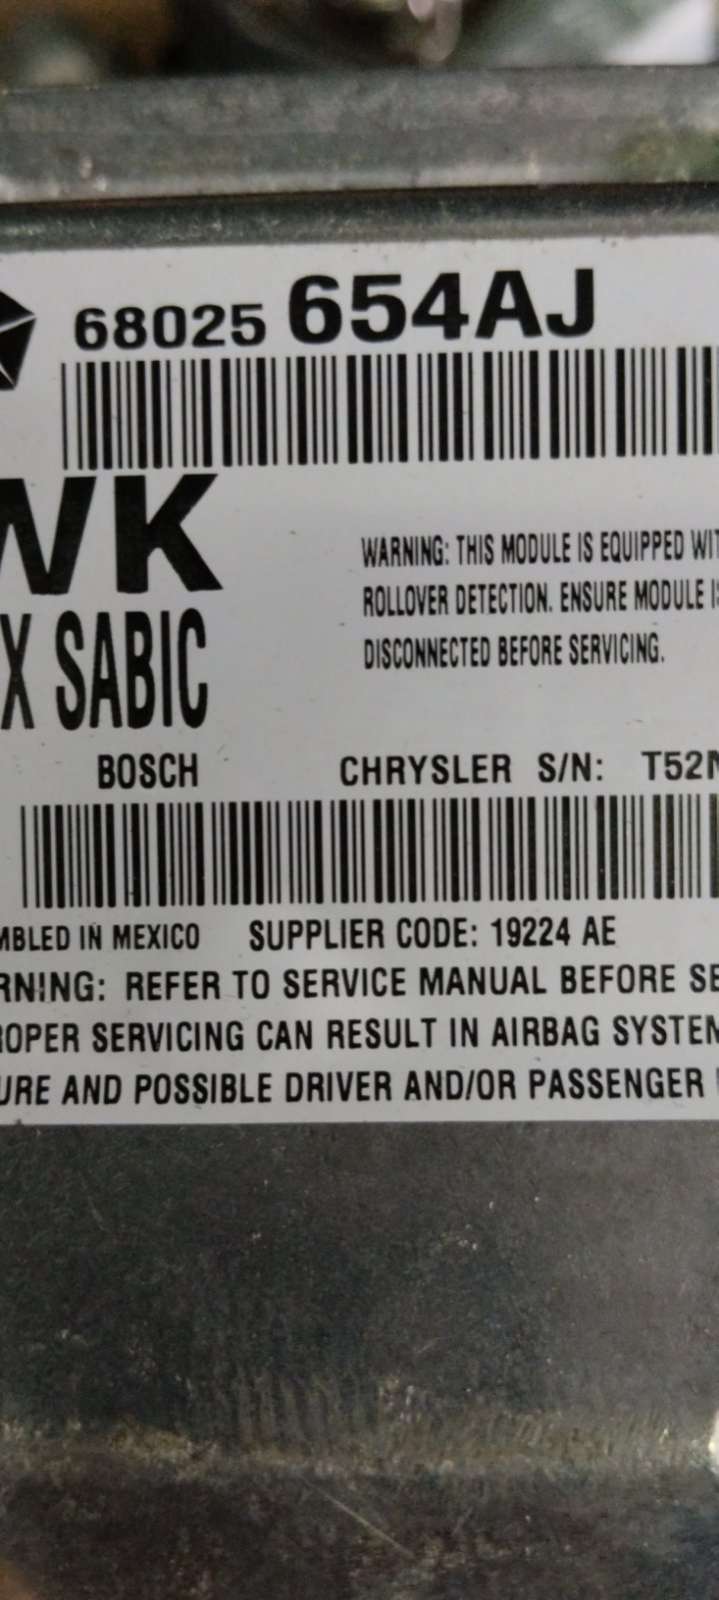 68025 654AJ
WK
X SABIC
WARNING: THIS MODULE IS EQUIPPED WIT
ROLLOVER DETECTION. ENSURE MODULE IS
DISCONNECTED BEFORE SERVICING.
BOSCH CHRYSLER S/N: T52N
MBLED IN MEXICO SUPPLIER CODE: 19224 AE
RNING: REFER TO SERVICE MANUAL BEFORE SE
ROPER SERVICING CAN RESULT IN AIRBAG SYSTEM
URE AND POSSIBLE DRIVER AND/OR PASSENGER